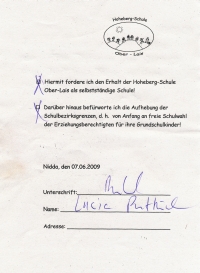 Hoheberg-Schule
Ober - Lais
Hiermit fordere ich den Erhalt der Hoheberg-Schule
Ober-Lais als selbstständige Schule!
Darüber hinaus befürworte ich die Aufhebung der
Schulbezirksgrenzen, d. h. von Anfang an freie Schulwahl
der Erziehungsberechtigten für ihre Grundschulkinder!
Nidda, den 07.06.2009
Unterschrift:
Name: Lucia
Adresse: